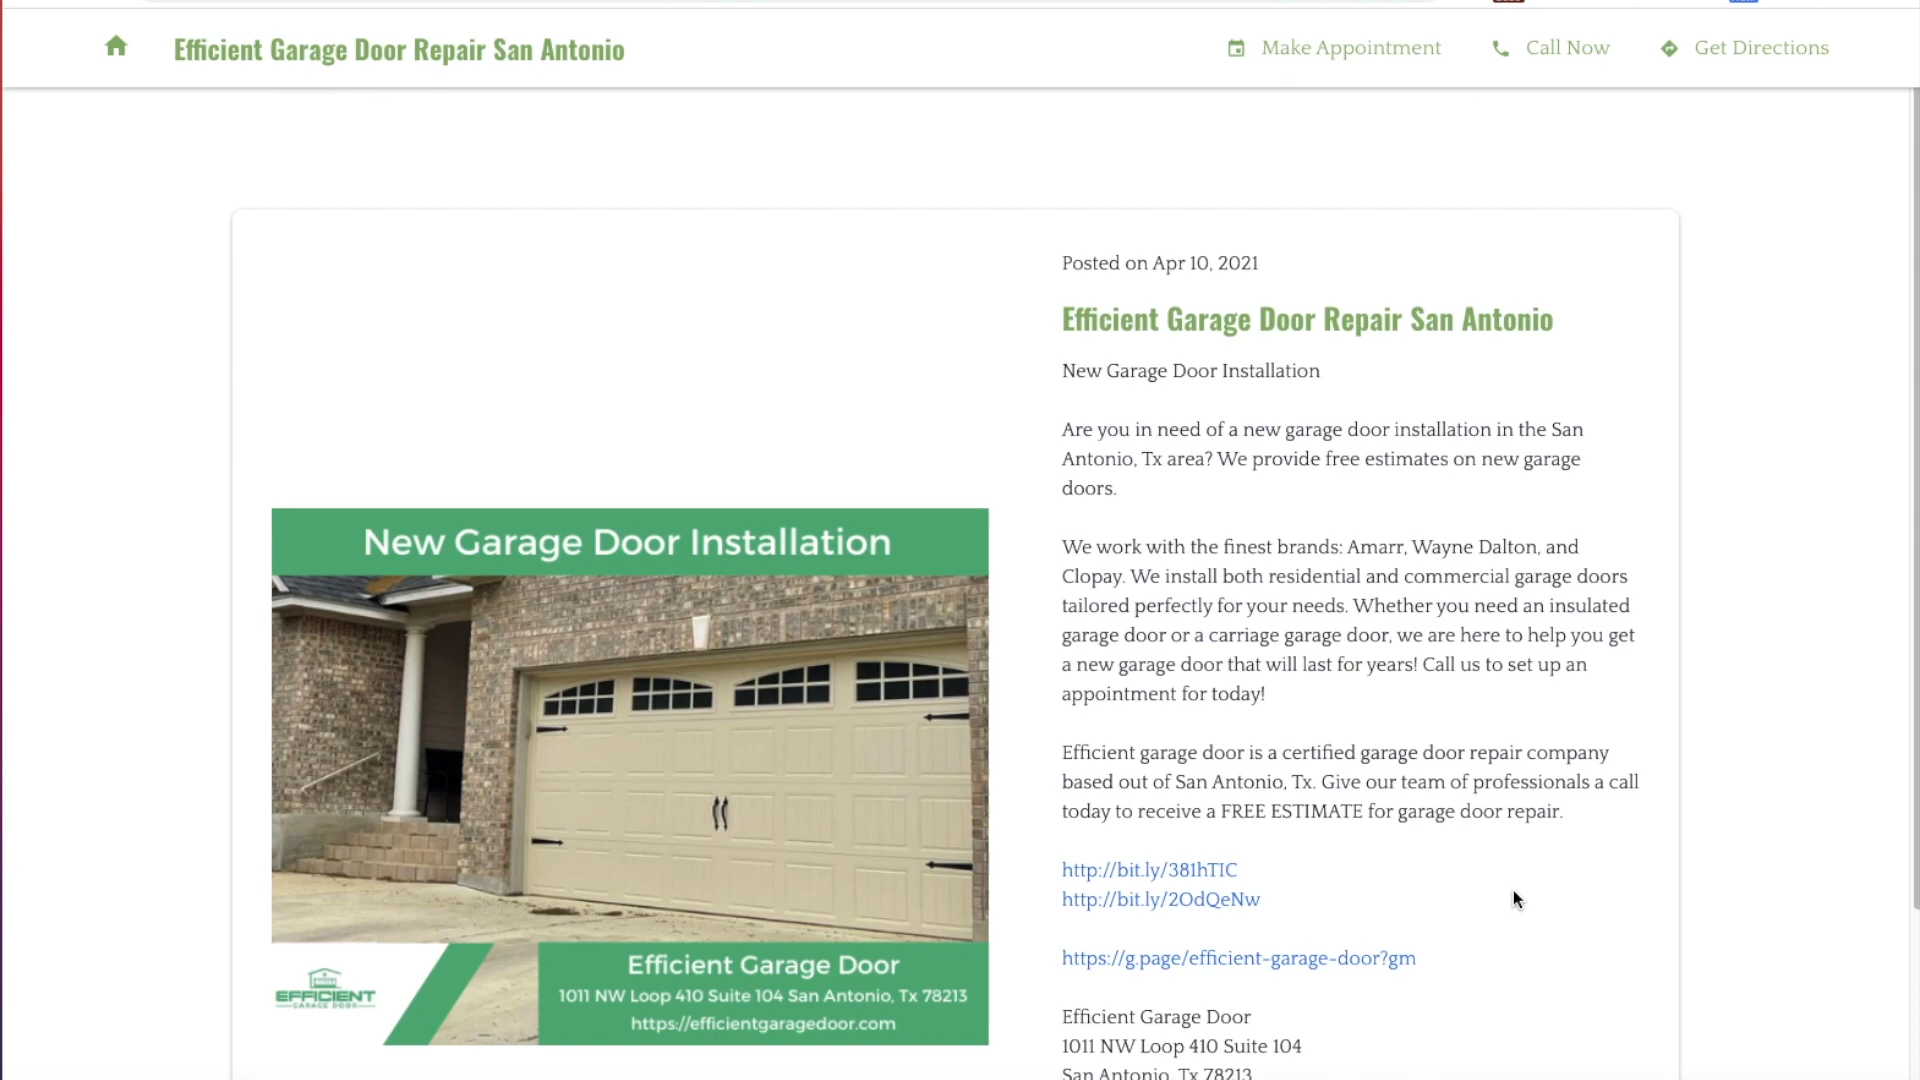 Efficient Garage Door Repair San Antonio
Make Appointment
Call Now
Get Directions
Posted on Apr 10, 2021
Efficient Garage Door Repair San Antonio
New Garage Door Installation
Are you in need of a new garage door installation in the San
Antonio, Tx area? We provide free estimates on new garage
doors.
We work with the finest brands: Amarr, Wayne Dalton, and
Clopay. We install both residential and commercial garage doors
tailored perfectly for your needs. Whether you need an insulated
garage door or a carriage garage door, we are here to help you get
a new garage door that will last for years! Call us to set up an
appointment for today!
Efficient garage door is a certified garage door repair company
based out of San Antonio, Tx. Give our team of professionals a call
today to receive a FREE ESTIMATE for garage door repair.
http://bit.ly/381hTIC
http://bit.ly/2OdQeNw
https://g.page/efficient-garage-door?gm
Efficient Garage Door
1011 NW Loop 410 Suite 104
San Antonio, Tx 78213
New Garage Door Installation
EFFICIENT
GARAGE DOOR
Efficient Garage Door
1011 NW Loop 410 Suite 104 San Antonio, Tx 78213
https://efficientgaragedoor.com